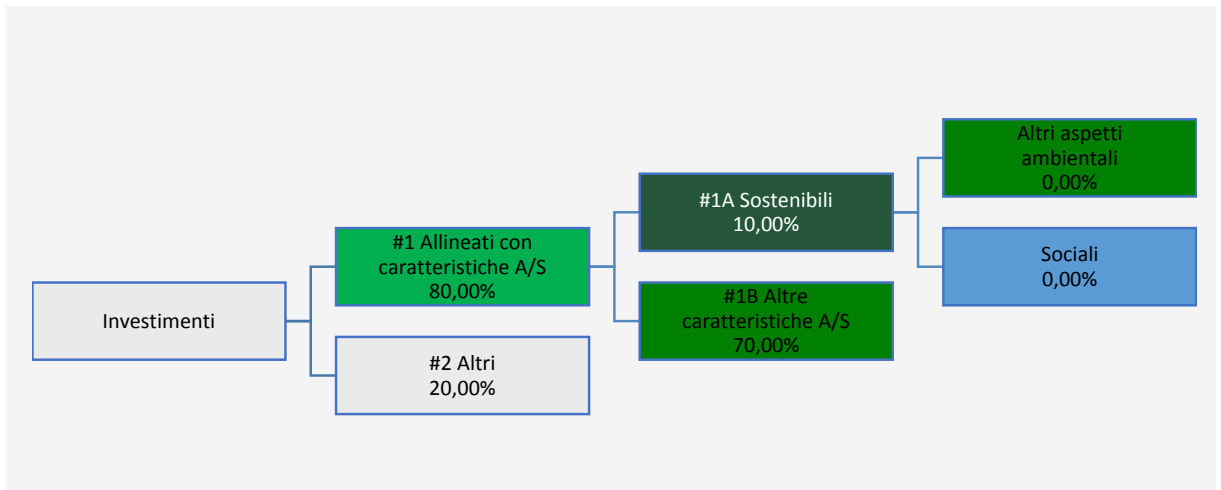 Investimenti
#1 Allineati con
caratteristiche A/S
80,00%
#2 Altri
20,00%
#1A Sostenibili
10,00%
#1B Altre
caratteristiche A/S
70,00%
Altri aspetti
ambientali
0,00%
Sociali
0,00%